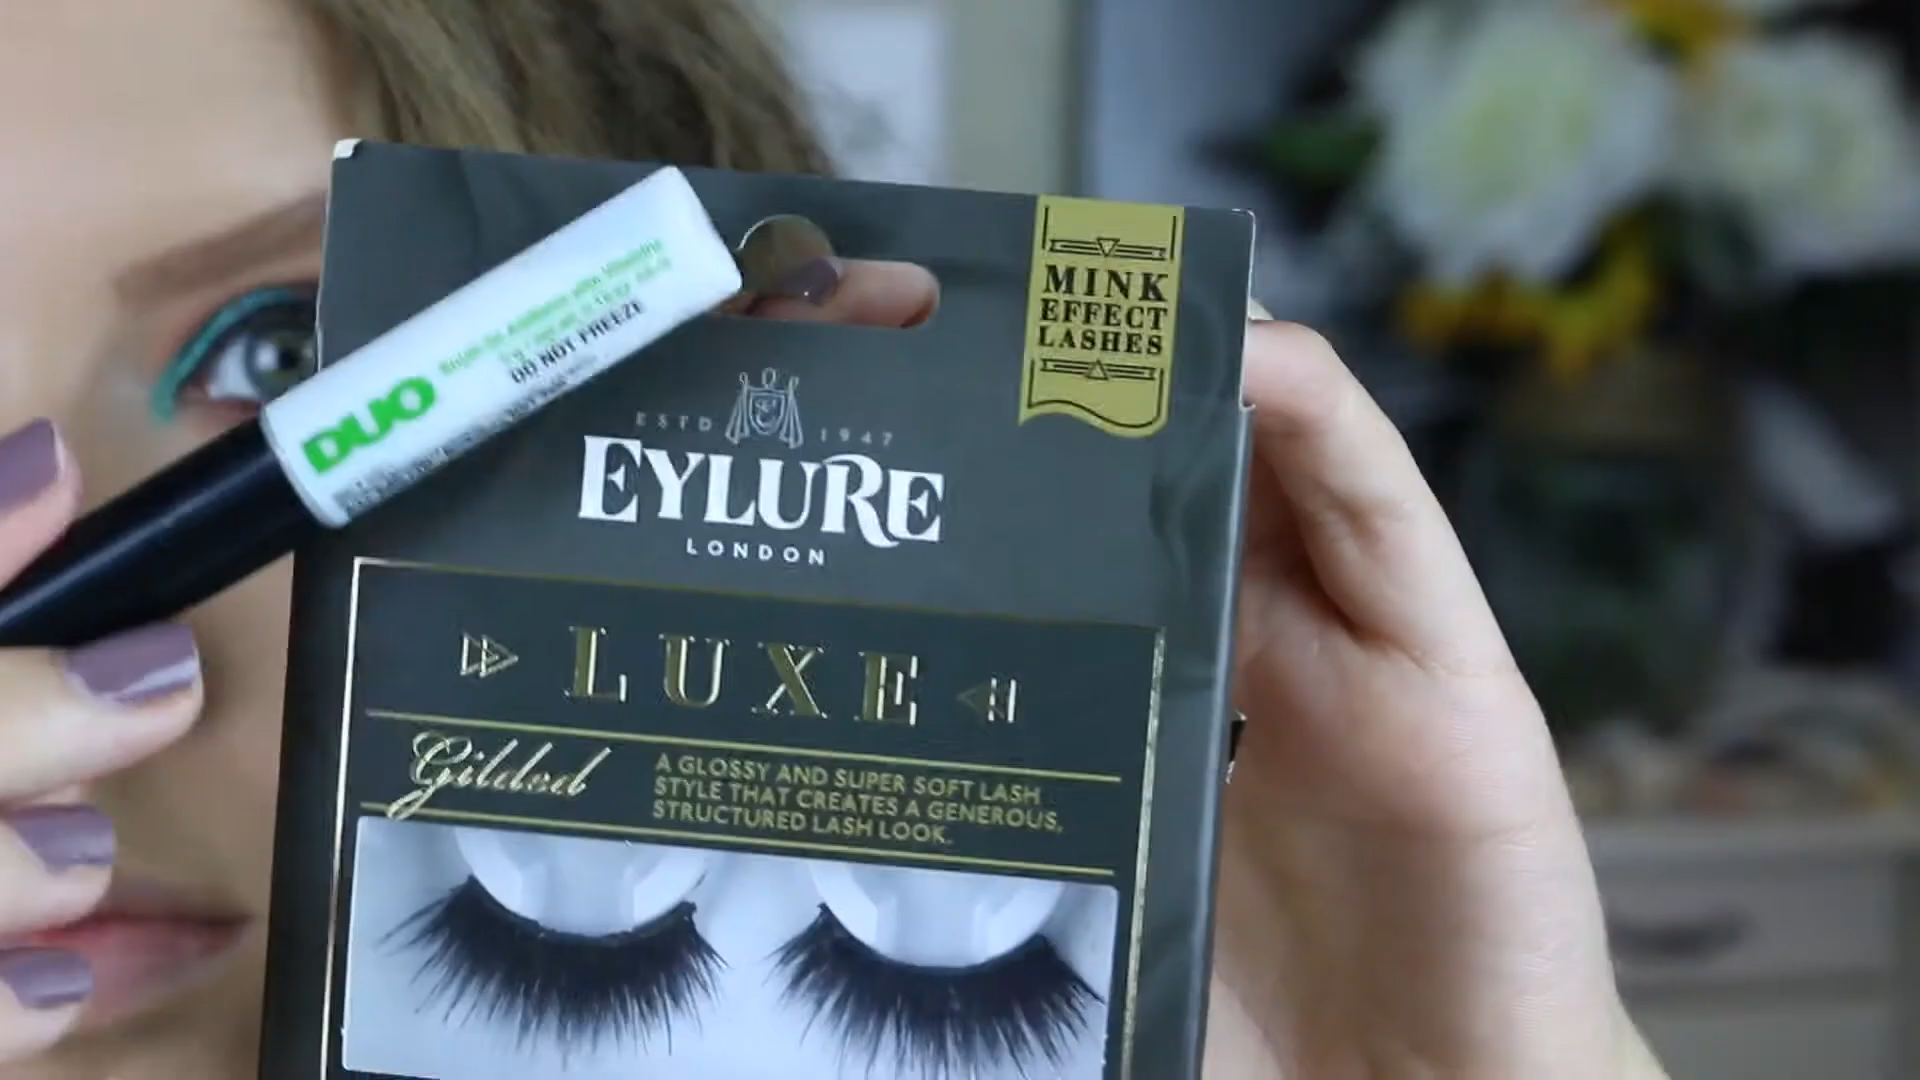 DUO
DO NOT FREEZE
MINK
EFFECT
LASHES
ESTD 1947
EYLURE
LONDON
LUXE
Gilded
A GLOSSY AND SUPER SOFT LASH
STYLE THAT CREATES A GENEROUS,
STRUCTURED LASH LOOK.